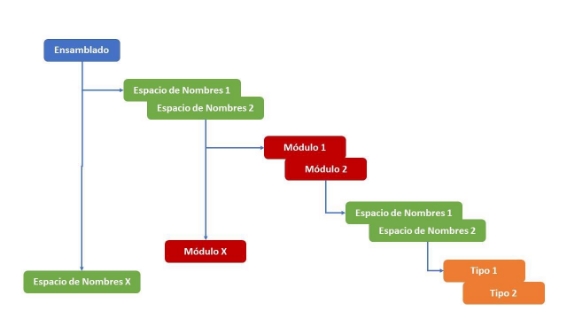 Ensamblado
Espacio de Nombres 1
Espacio de Nombres 2
Módulo 1
Módulo 2
Espacio de Nombres 1
Espacio de Nombres 2
Módulo X
Tipo 1
Espacio de Nombres X
Tipo 2